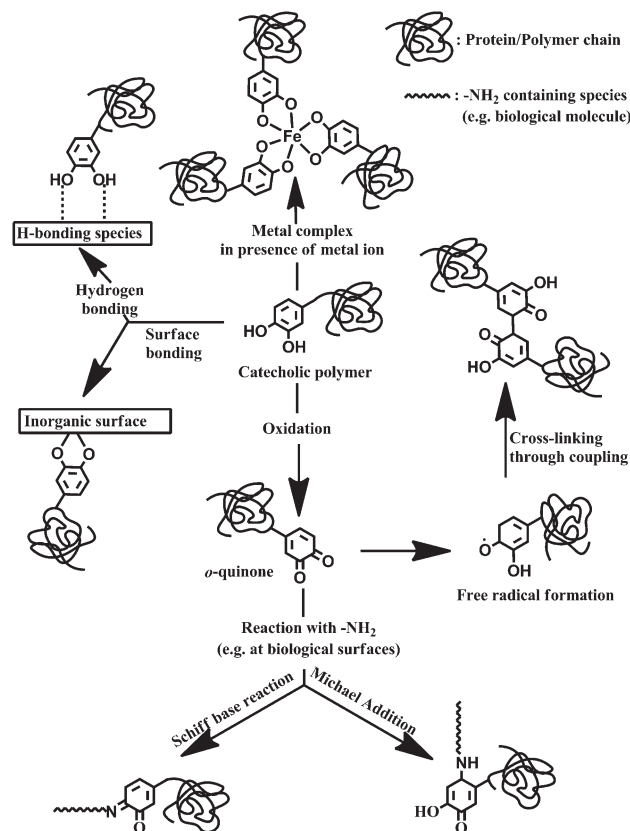 : Protein/Polymer chain
: -NH2 containing species
(e.g. biological molecule)
O
O
O
O
Fe
O
O
HO
OH
H-bonding species
Metal complex
in presence of metal ion
Hydrogen
bonding
Surface
bonding
HO
OH
Catecholic polymer
OH
O
O
HO
Inorganic surface
O
O
Oxidation
Cross-linking
through coupling
O
O
o-quinone
O
OH
Free radical formation
Reaction with -NH2
(e.g. at biological surfaces)
Schiff base reaction
Michael Addition
NH
N
O
HO
O